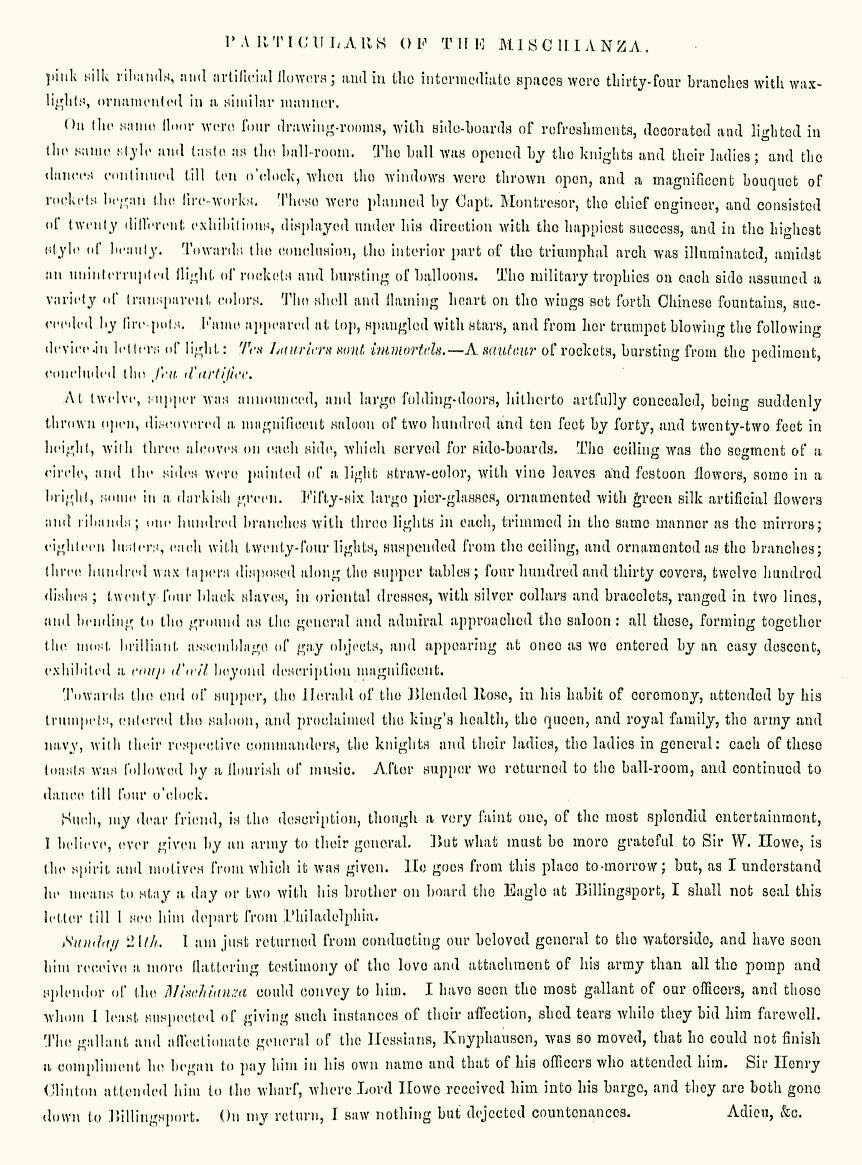 PARTICULARS OF THE MISCHIANZA.
pink silk ribands, and artificial flowers; and in the intermediate spaces were thirty-four branches with wax-
lights, ornamented in a similar manner.
On the same floor were four drawing-rooms, with side-boards of refreshments, decorated and lighted in
the same style and taste as the ball-room. The ball was opened by the knights and their ladies; and the
dances continued till ten o'clock, when the windows were thrown open, and a magnificent bouquet of
rockets began the fire-works. These were planned by Capt. Montresor, the chief engineer, and consisted
of twenty different exhibitions, displayed under his direction with the happiest success, and in the highest
style of beauty. Towards the conclusion, the interior part of the triumphal arch was illuminated, amidst
an uninterrupted flight of rockets and bursting of balloons. The military trophies on each side assumed a
variety of transparent colors. The shell and flaming heart on the wings set forth Chinese fountains, suc-
ceeded by fire-pots. Fame appeared at top, spangled with stars, and from her trumpet blowing the following
device in letters of light: Tes Lauriers sont immortels.—A sauteur of rockets, bursting from the pediment,
concluded the feu d'artifice.
At twelve, supper was announced, and large folding-doors, hitherto artfully concealed, being suddenly
thrown open, discovered a magnificent saloon of two hundred and ten feet by forty, and twenty-two feet in
height, with three alcoves on each side, which served for side-boards. The ceiling was the segment of a
circle, and the sides were painted of a light straw-color, with vine leaves and festoon flowers, some in a
bright, some in a darkish green. Fifty-six large pier-glasses, ornamented with green silk artificial flowers
and ribands; one hundred branches with three lights in each, trimmed in the same manner as the mirrors;
eighteen lusters, each with twenty-four lights, suspended from the ceiling, and ornamented as the branches;
three hundred wax tapers disposed along the supper tables; four hundred and thirty covers, twelve hundred
dishes; twenty-four black slaves, in oriental dresses, with silver collars and bracelets, ranged in two lines,
and bending to the ground as the general and admiral approached the saloon: all these, forming together
the most brilliant assemblage of gay objects, and appearing at once as we entered by an easy descent,
exhibited a coup d'œil beyond description magnificent.
Towards the end of supper, the Herald of the Blended Rose, in his habit of ceremony, attended by his
trumpets, entered the saloon, and proclaimed the king's health, the queen, and royal family, the army and
navy, with their respective commanders, the knights and their ladies, the ladies in general: each of these
toasts was followed by a flourish of music. After supper we returned to the ball-room, and continued to
dance till four o'clock.
Such, my dear friend, is the description, though a very faint one, of the most splendid entertainment,
I believe, ever given by an army to their general. But what must be more grateful to Sir W. Howe, is
the spirit and motives from which it was given. He goes from this place to-morrow; but, as I understand
he means to stay a day or two with his brother on board the Eagle at Billingsport, I shall not seal this
letter till I see him depart from Philadelphia.
Sunday 24th. I am just returned from conducting our beloved general to the waterside, and have seen
him receive a more flattering testimony of the love and attachment of his army than all the pomp and
splendor of the Mischianza could convey to him. I have seen the most gallant of our officers, and those
whom I least suspected of giving such instances of their affection, shed tears while they bid him farewell.
The gallant and affectionate general of the Hessians, Knyphausen, was so moved, that he could not finish
a compliment he began to pay him in his own name and that of his officers who attended him. Sir Henry
Clinton attended him to the wharf, where Lord Howe received him into his barge, and they are both gone
down to Billingsport. On my return, I saw nothing but dejected countenances. Adieu, &c.